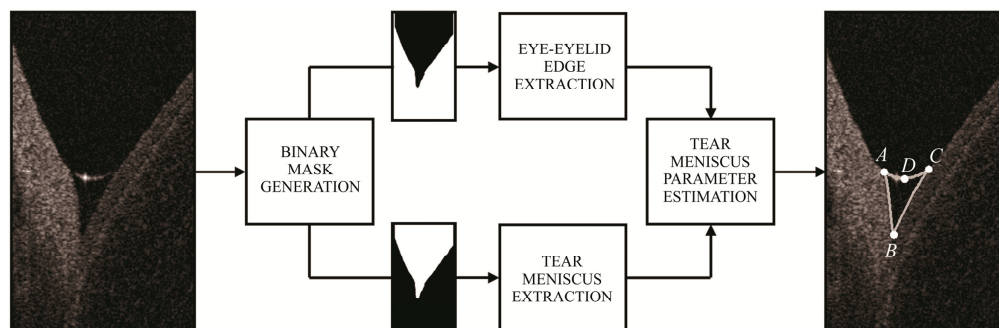 BINARY
MASK
GENERATION
EYE-EYELID
EDGE
EXTRACTION
TEAR
MENISCUS
EXTRACTION
TEAR
MENISCUS
PARAMETER
ESTIMATION
A
D
C
B